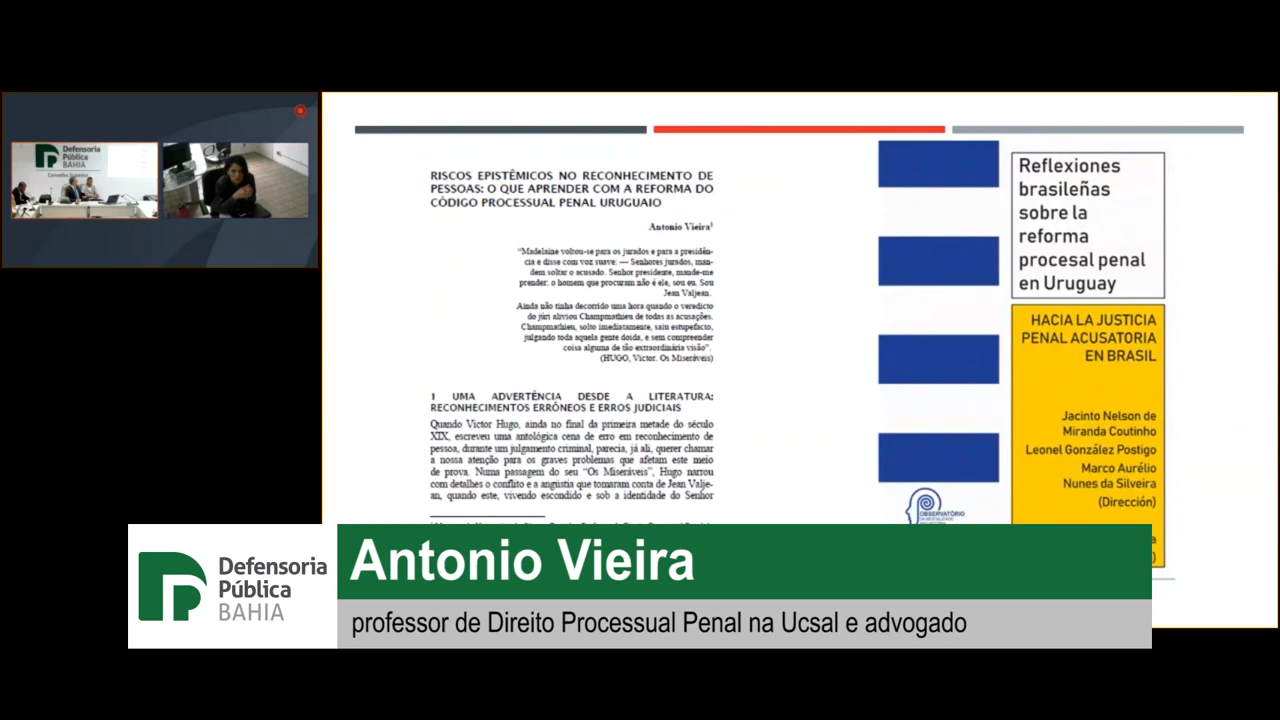 Defensoria
Pública
BAHIA
Conselho Superior
RISCOS EPISTÊMICOS NO RECONHECIMENTO DE
PESSOAS: O QUE APRENDER COM A REFORMA DO
CÓDIGO PROCESSUAL PENAL URUGUAIO
Antonio Vieira¹
“Madelaine voltou-se para os jurados e para a presidên-
cia e disse com voz suave: — Senhores jurados, man-
dem soltar o acusado. Senhor presidente, mande-me
prender: o homem que procuram não é ele, sou eu. Sou
Jean Valjean.
Ainda não tinha decorrido uma hora quando o veredicto
do júri aliviou Champmathieu de todas as acusações.
Champmathieu, solto imediatamente, saiu estupefacto,
julgando toda aquela gente doida, e sem compreender
coisa alguma de tão extraordinária visão”.
(HUGO, Victor. Os Miseráveis)
1 UMA ADVERTÊNCIA DESDE A LITERATURA:
RECONHECIMENTOS ERRÔNEOS E ERROS JUDICIAIS
Quando Victor Hugo, ainda no final da primeira metade do século
XIX, escreveu uma antológica cena de erro em reconhecimento de
pessoa, durante um julgamento criminal, parecia, já ali, querer chamar
a nossa atenção para os graves problemas que afetam este meio
de prova. Numa passagem do seu “Os Miseráveis”, Hugo narrou
com detalhes o conflito e a angústia que tomaram conta de Jean Valje-
an, quando este, vivendo escondido e sob a identidade do Senhor
Reflexiones
brasileñas
sobre la
reforma
procesal penal
en Uruguay
HACIA LA JUSTICIA
PENAL ACUSATORIA
EN BRASIL
Jacinto Nelson de
Miranda Coutinho
Leonel González Postigo
Marco Aurélio
Nunes da Silveira
(Dirección)
OBSERVATÓRIO
Defensoria
Pública
BAHIA
Antonio Vieira
professor de Direito Processual Penal na Ucsal e advogado